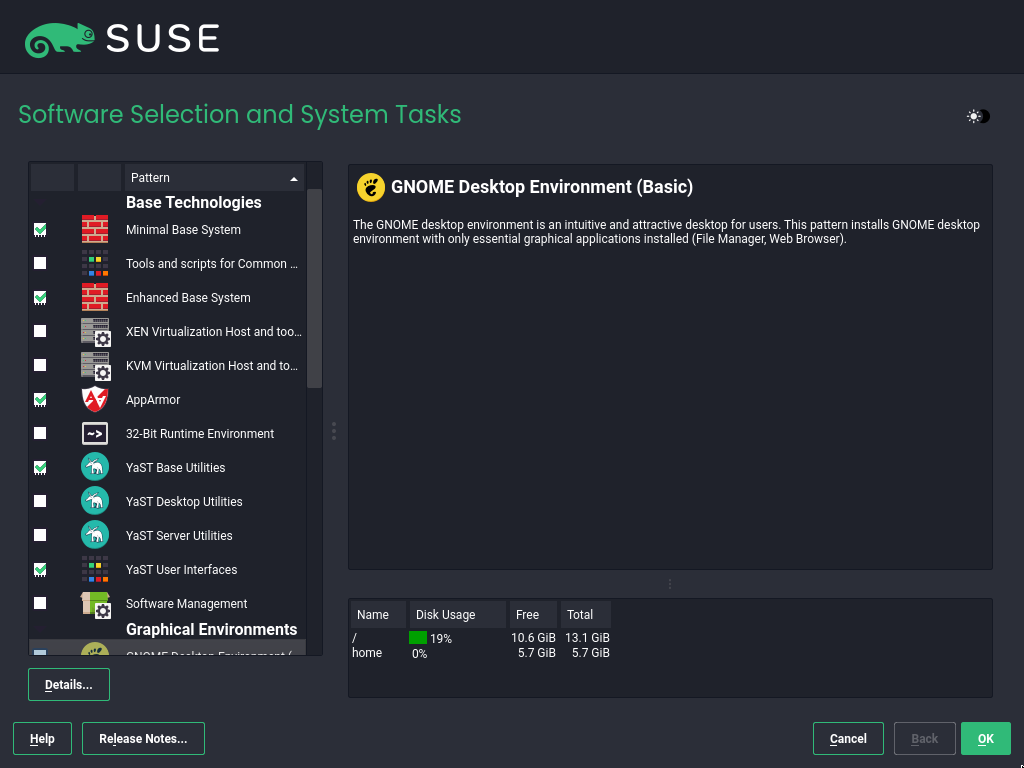 SUSE
Software Selection and System Tasks
Pattern
Base Technologies
Minimal Base System
Tools and scripts for Common ...
Enhanced Base System
XEN Virtualization Host and too...
KVM Virtualization Host and to...
AppArmor
32-Bit Runtime Environment
YaST Base Utilities
YaST Desktop Utilities
YaST Server Utilities
YaST User Interfaces
Software Management
Graphical Environments
GNOME Desktop Environment (
Details...
GNOME Desktop Environment (Basic)
The GNOME desktop environment is an intuitive and attractive desktop for users. This pattern installs GNOME desktop
environment with only essential graphical applications installed (File Manager, Web Browser).
Name Disk Usage Free Total
/ 19% 10.6 GiB 13.1 GiB
home 0% 5.7 GiB 5.7 GiB
Help Release Notes... Cancel Back OK